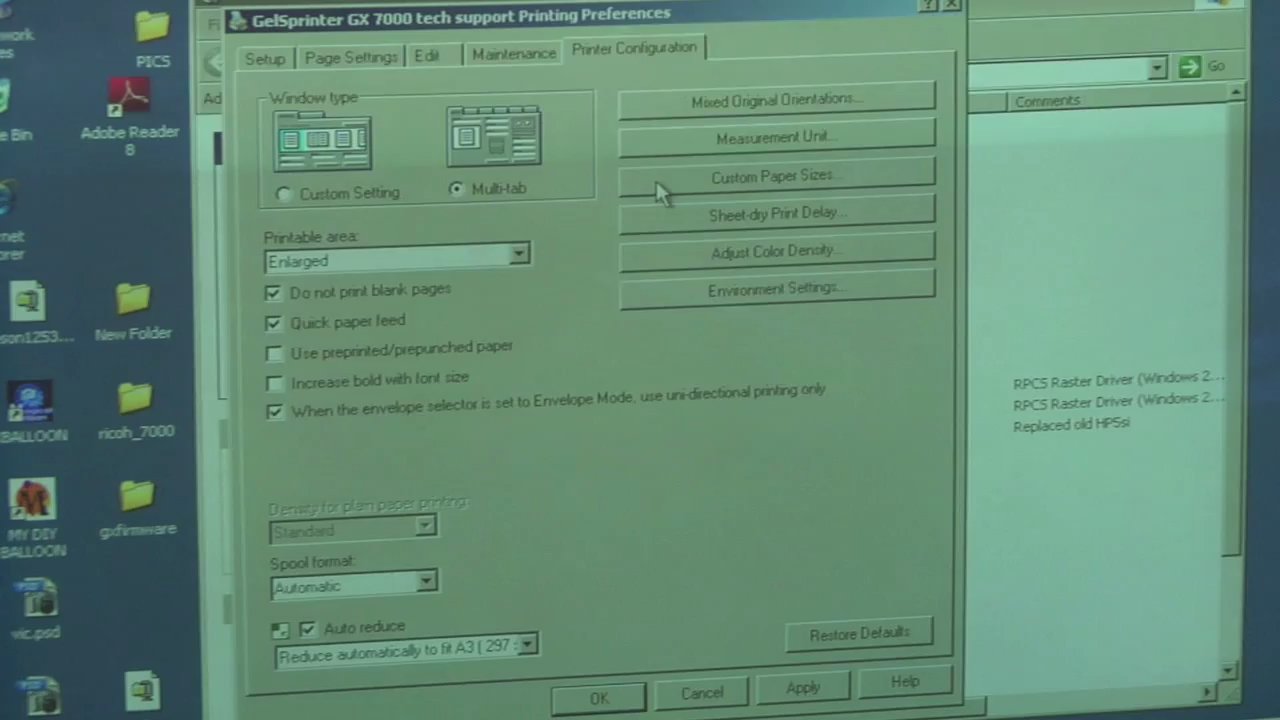 GelSprinter GX 7000 tech support Printing Preferences
Setup
Page Settings
Edit
Maintenance
Printer Configuration
Window type
Custom Setting
Multi-tab
Printable area:
Enlarged
Do not print blank pages
Quick paper feed
Use preprinted/prepunched paper
Increase bold with font size
When the envelope selector is set to Envelope Mode, use uni-directional printing only
Density for plain paper printing:
Standard
Spool format:
Automatic
Auto reduce
Reduce automatically to fit A3 ( 297 :
Mixed Original Orientations...
Measurement Unit...
Custom Paper Sizes...
Sheet-dry Print Delay...
Adjust Color Density...
Environment Settings...
Restore Defaults
OK
Cancel
Apply
Help
Go
Comments
RPCS Raster Driver (Windows 2...
RPCS Raster Driver (Windows 2...
Replaced old HP5si
PICS
Adobe Reader
8
Bin
New Folder
ricoh_7000
BALLOON
gxfirmware
MY DIY
BALLOON
vic.psd